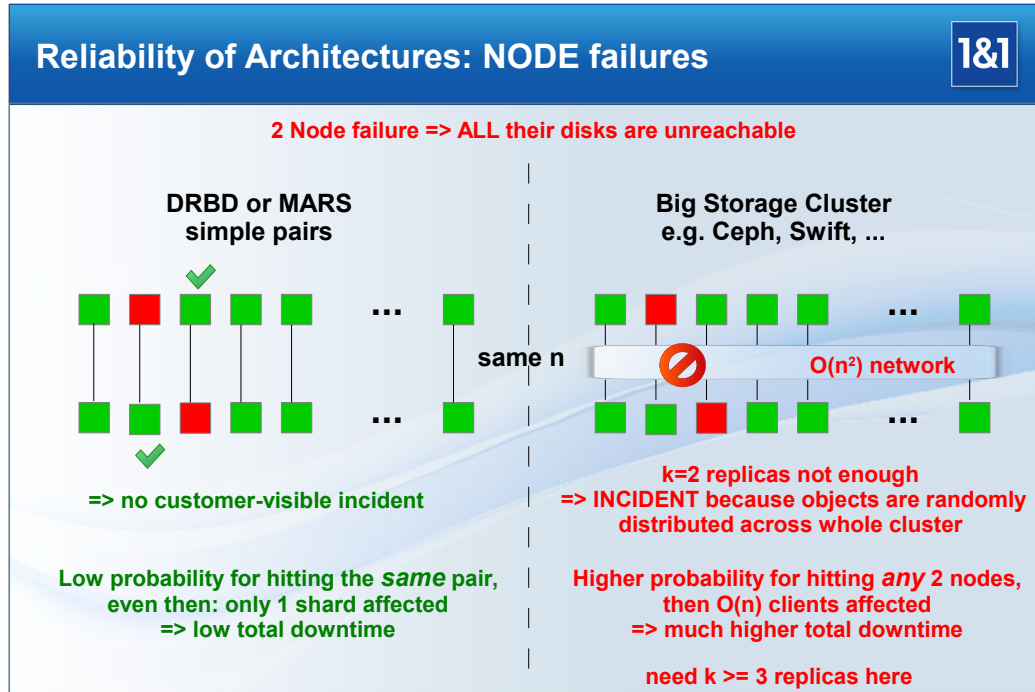 Reliability of Architectures: NODE failures
1&1
2 Node failure => ALL their disks are unreachable
DRBD or MARS
simple pairs
...
...
=> no customer-visible incident
Low probability for hitting the same pair,
even then: only 1 shard affected
=> low total downtime
same n
Big Storage Cluster
e.g. Ceph, Swift, ...
...
O(n²) network
...
k=2 replicas not enough
=> INCIDENT because objects are randomly
distributed across whole cluster
Higher probability for hitting any 2 nodes,
then O(n) clients affected
=> much higher total downtime
need k >= 3 replicas here